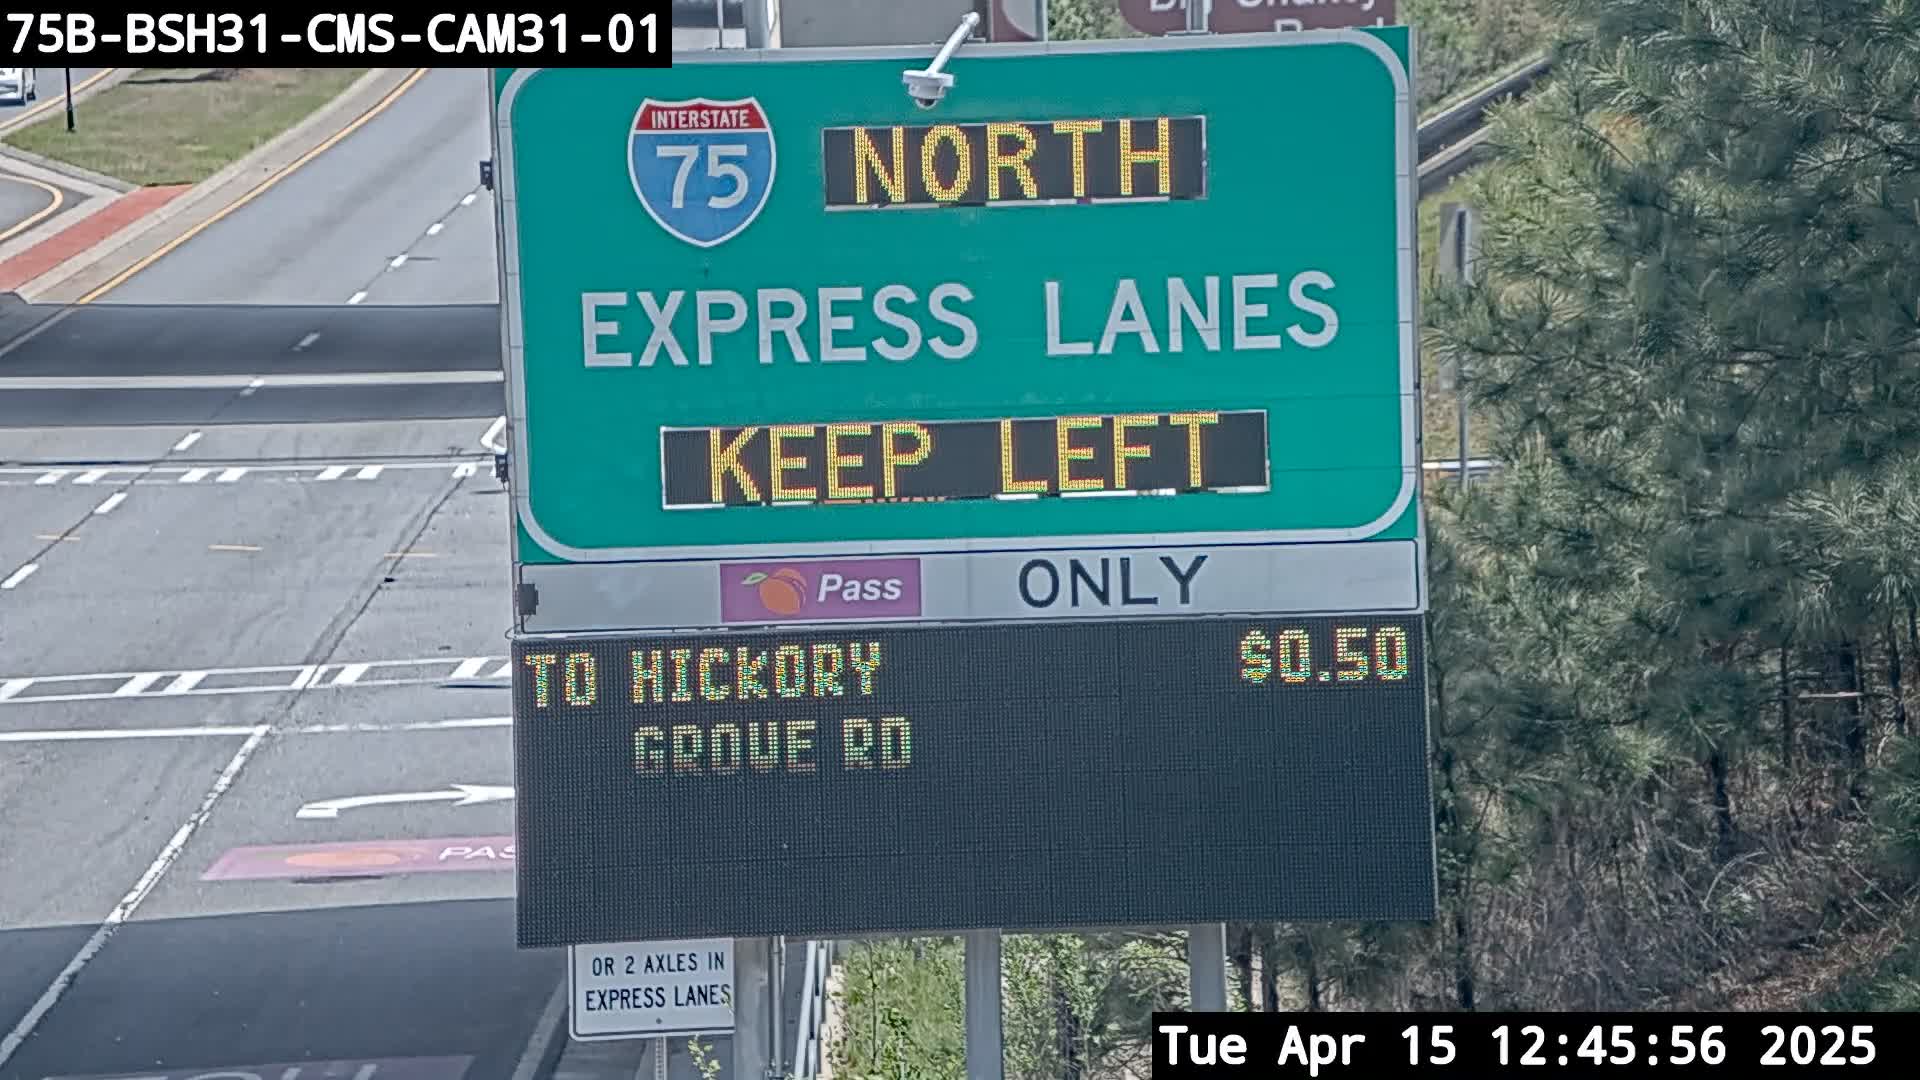 75B-BSH31-CMS-CAM31-01
INTERSTATE
75
NORTH
EXPRESS LANES
KEEP LEFT
Pass ONLY
TO HICKORY $0.50
GROVE RD
OR 2 AXLES IN
EXPRESS LANES
Tue Apr 15 12:45:56 2025